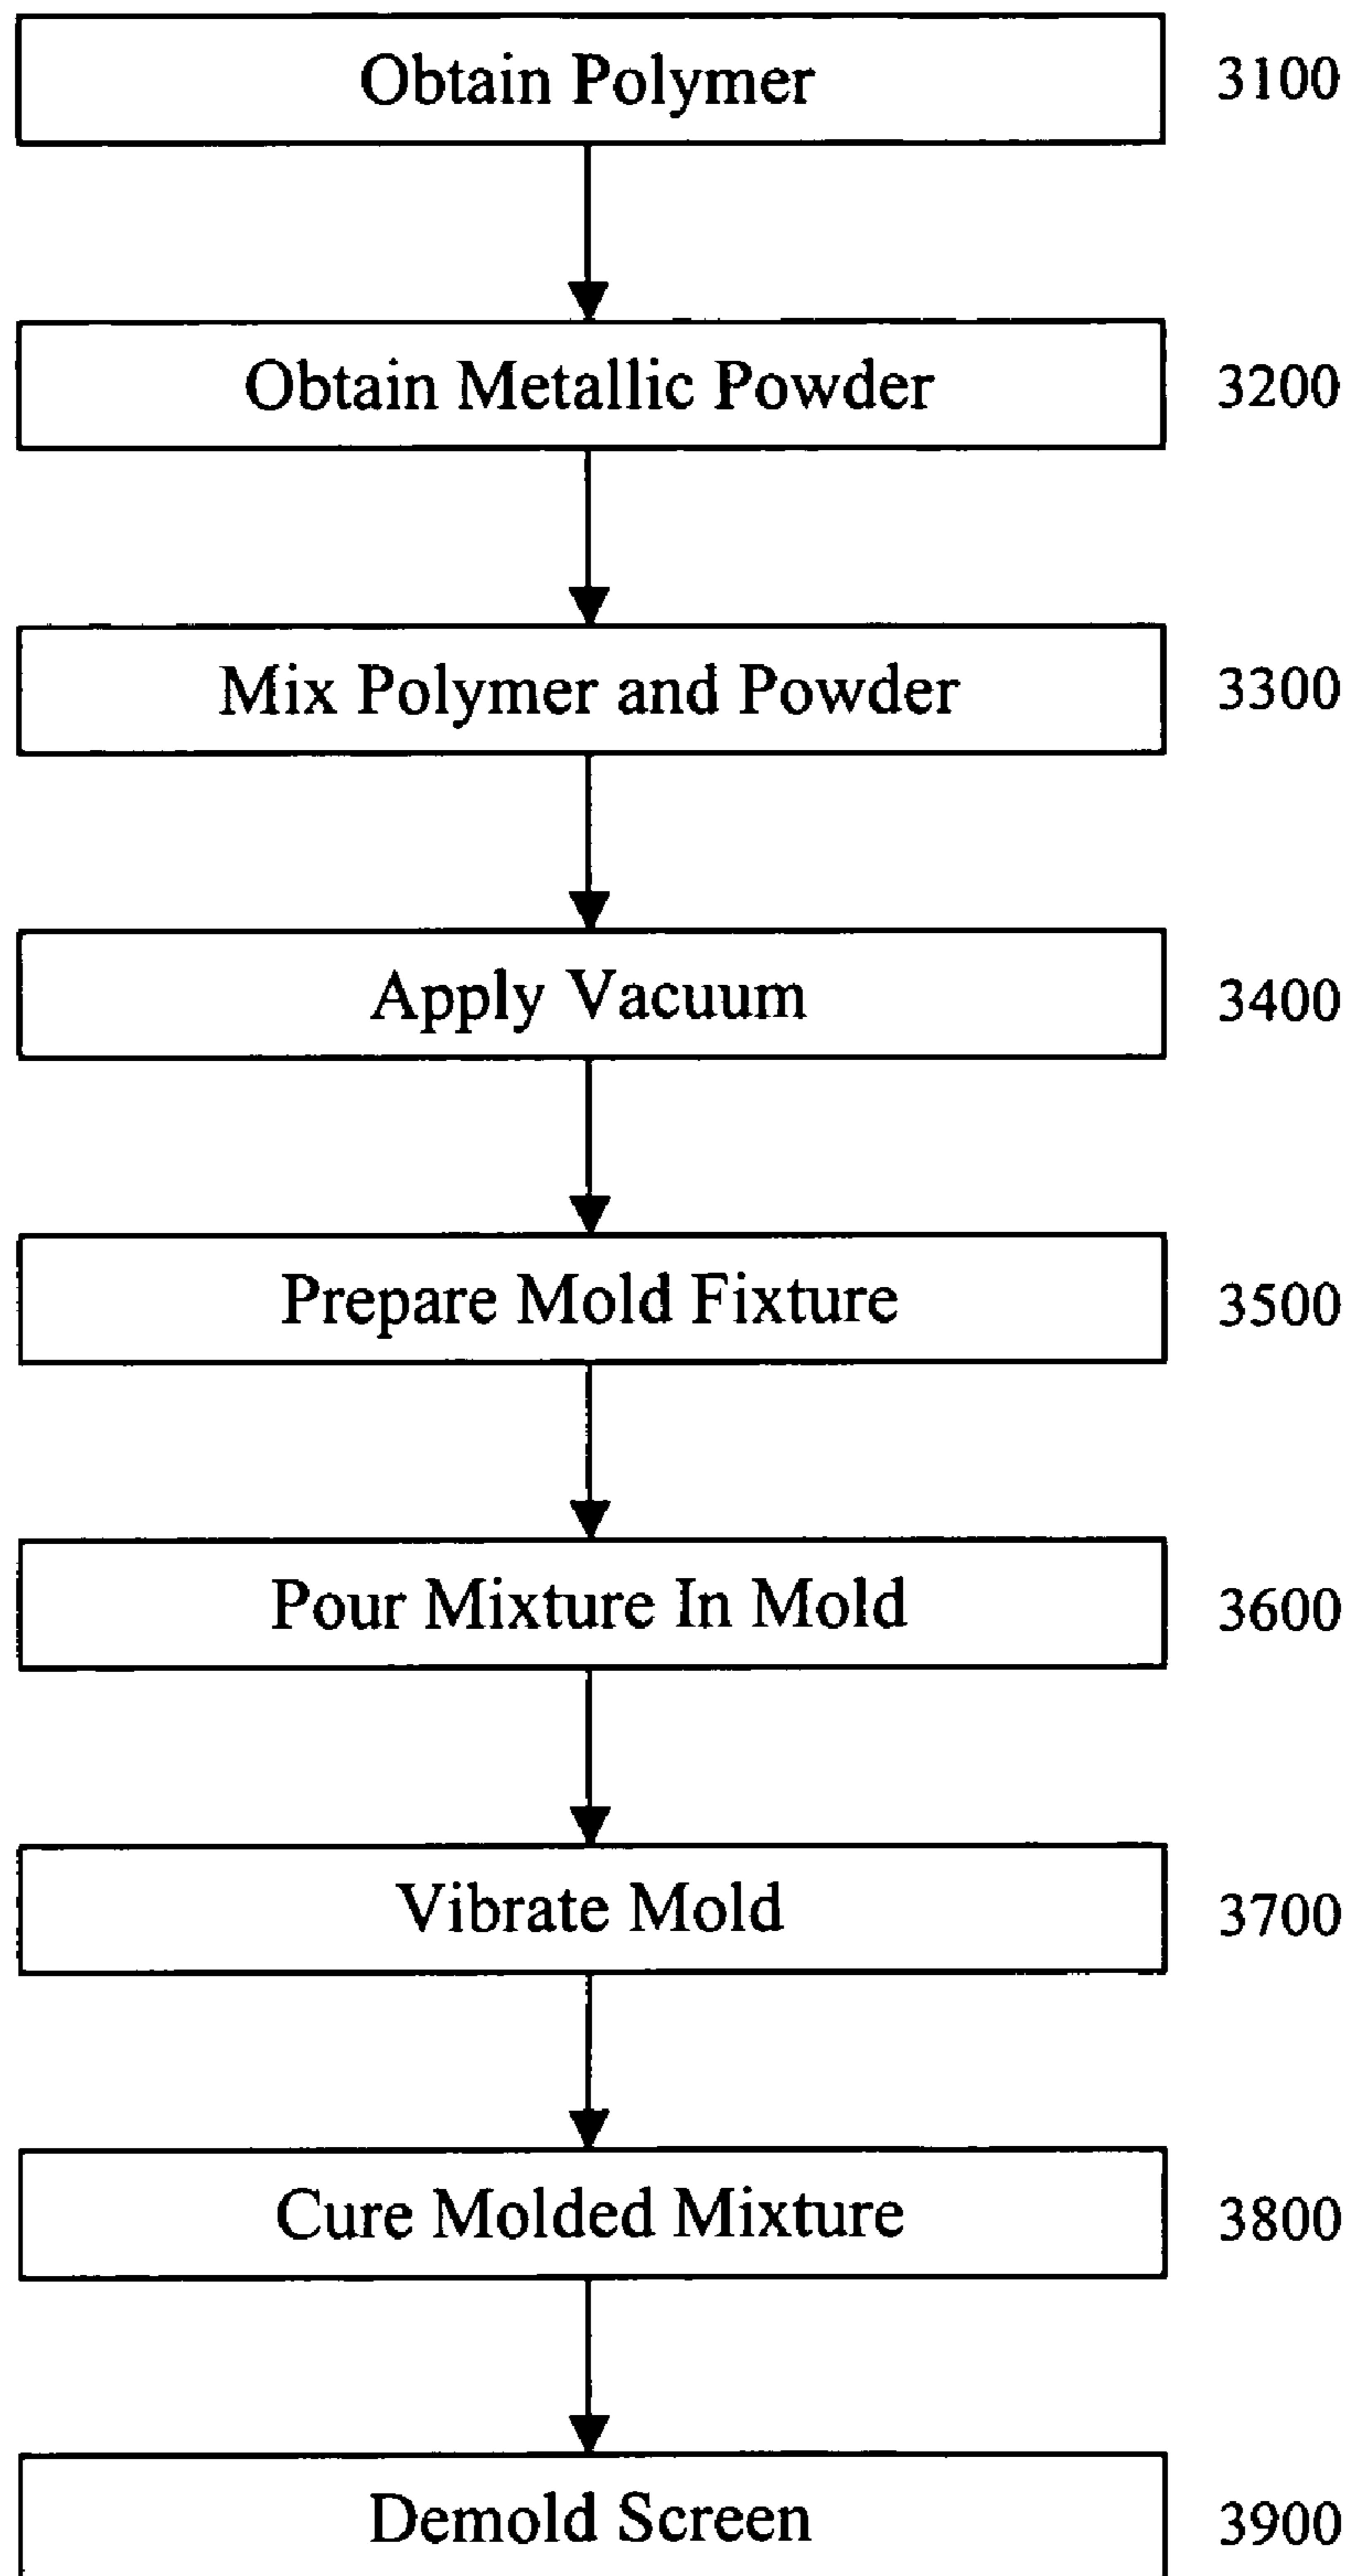 Obtain Polymer 3100
Obtain Metallic Powder 3200
Mix Polymer and Powder 3300
Apply Vacuum 3400
Prepare Mold Fixture 3500
Pour Mixture In Mold 3600
Vibrate Mold 3700
Cure Molded Mixture 3800
Demold Screen 3900